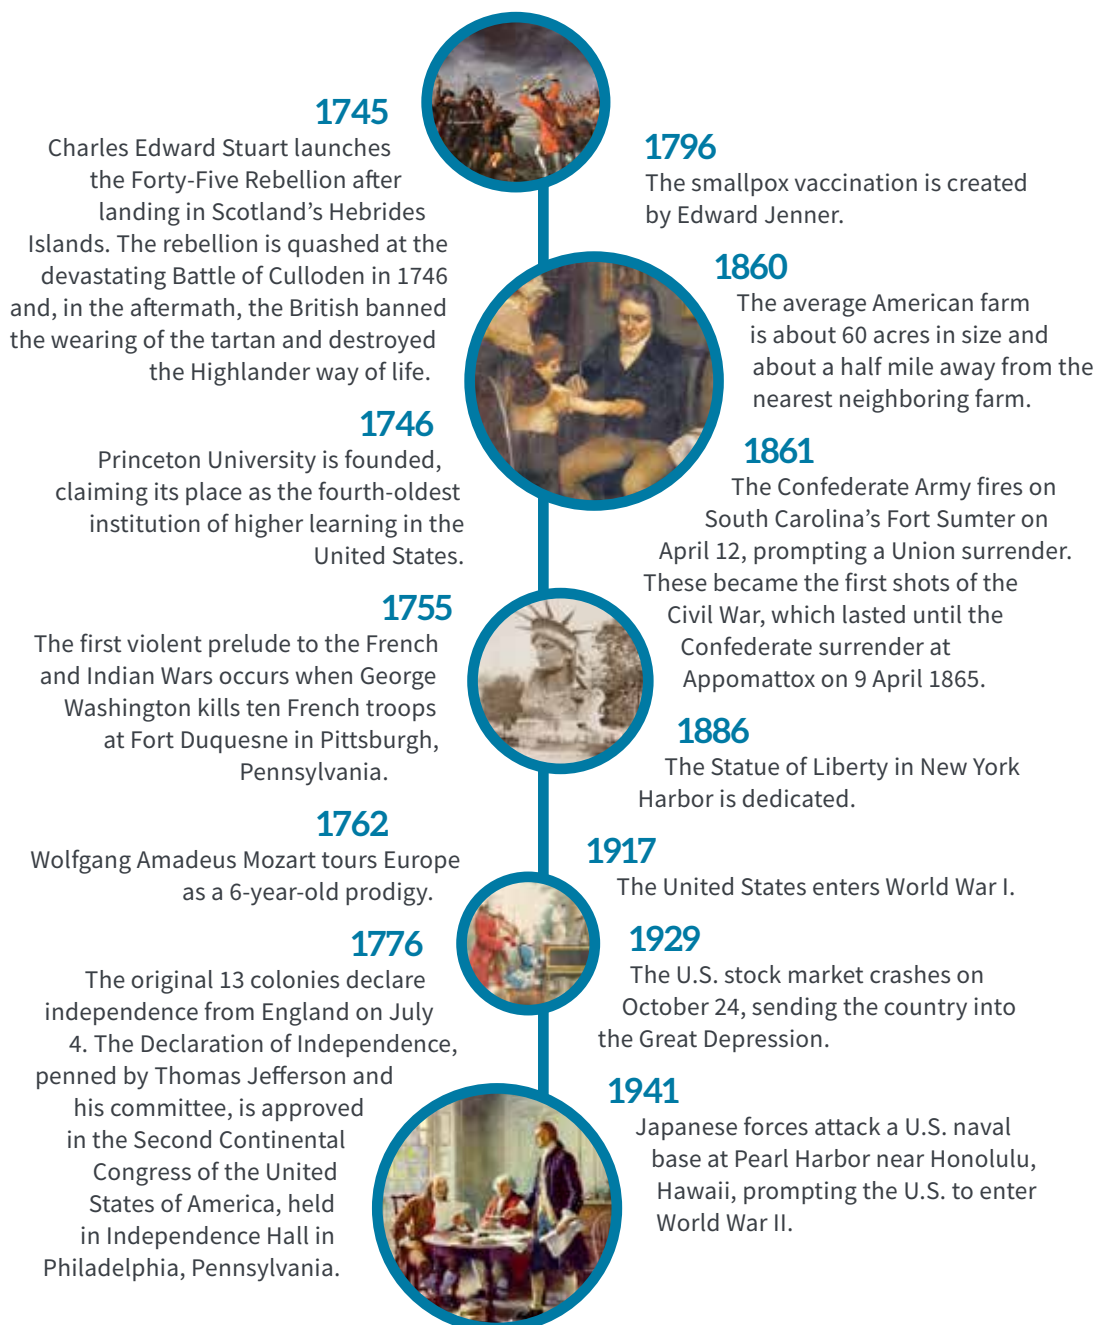 1745
Charles Edward Stuart launches
the Forty-Five Rebellion after
landing in Scotland’s Hebrides
Islands. The rebellion is quashed at the
devastating Battle of Culloden in 1746
and, in the aftermath, the British banned
the wearing of the tartan and destroyed
the Highlander way of life.
1746
Princeton University is founded,
claiming its place as the fourth-oldest
institution of higher learning in the
United States.
1755
The first violent prelude to the French
and Indian Wars occurs when George
Washington kills ten French troops
at Fort Duquesne in Pittsburgh,
Pennsylvania.
1762
Wolfgang Amadeus Mozart tours Europe
as a 6-year-old prodigy.
1776
The original 13 colonies declare
independence from England on July
4. The Declaration of Independence,
penned by Thomas Jefferson and
his committee, is approved
in the Second Continental
Congress of the United
States of America, held
in Independence Hall in
Philadelphia, Pennsylvania.
1796
The smallpox vaccination is created
by Edward Jenner.
1860
The average American farm
is about 60 acres in size and
about a half mile away from the
nearest neighboring farm.
1861
The Confederate Army fires on
South Carolina’s Fort Sumter on
April 12, prompting a Union surrender.
These became the first shots of the
Civil War, which lasted until the
Confederate surrender at
Appomattox on 9 April 1865.
1886
The Statue of Liberty in New York
Harbor is dedicated.
1917
The United States enters World War I.
1929
The U.S. stock market crashes on
October 24, sending the country into
the Great Depression.
1941
Japanese forces attack a U.S. naval
base at Pearl Harbor near Honolulu,
Hawaii, prompting the U.S. to enter
World War II.